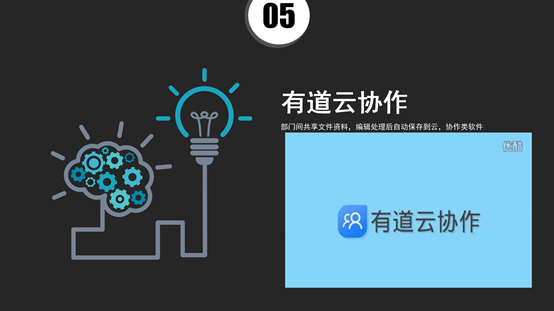 05
有道云协作
部门间共享文件资料，编辑处理后自动保存到云，协作类软件
优酷
有道云协作